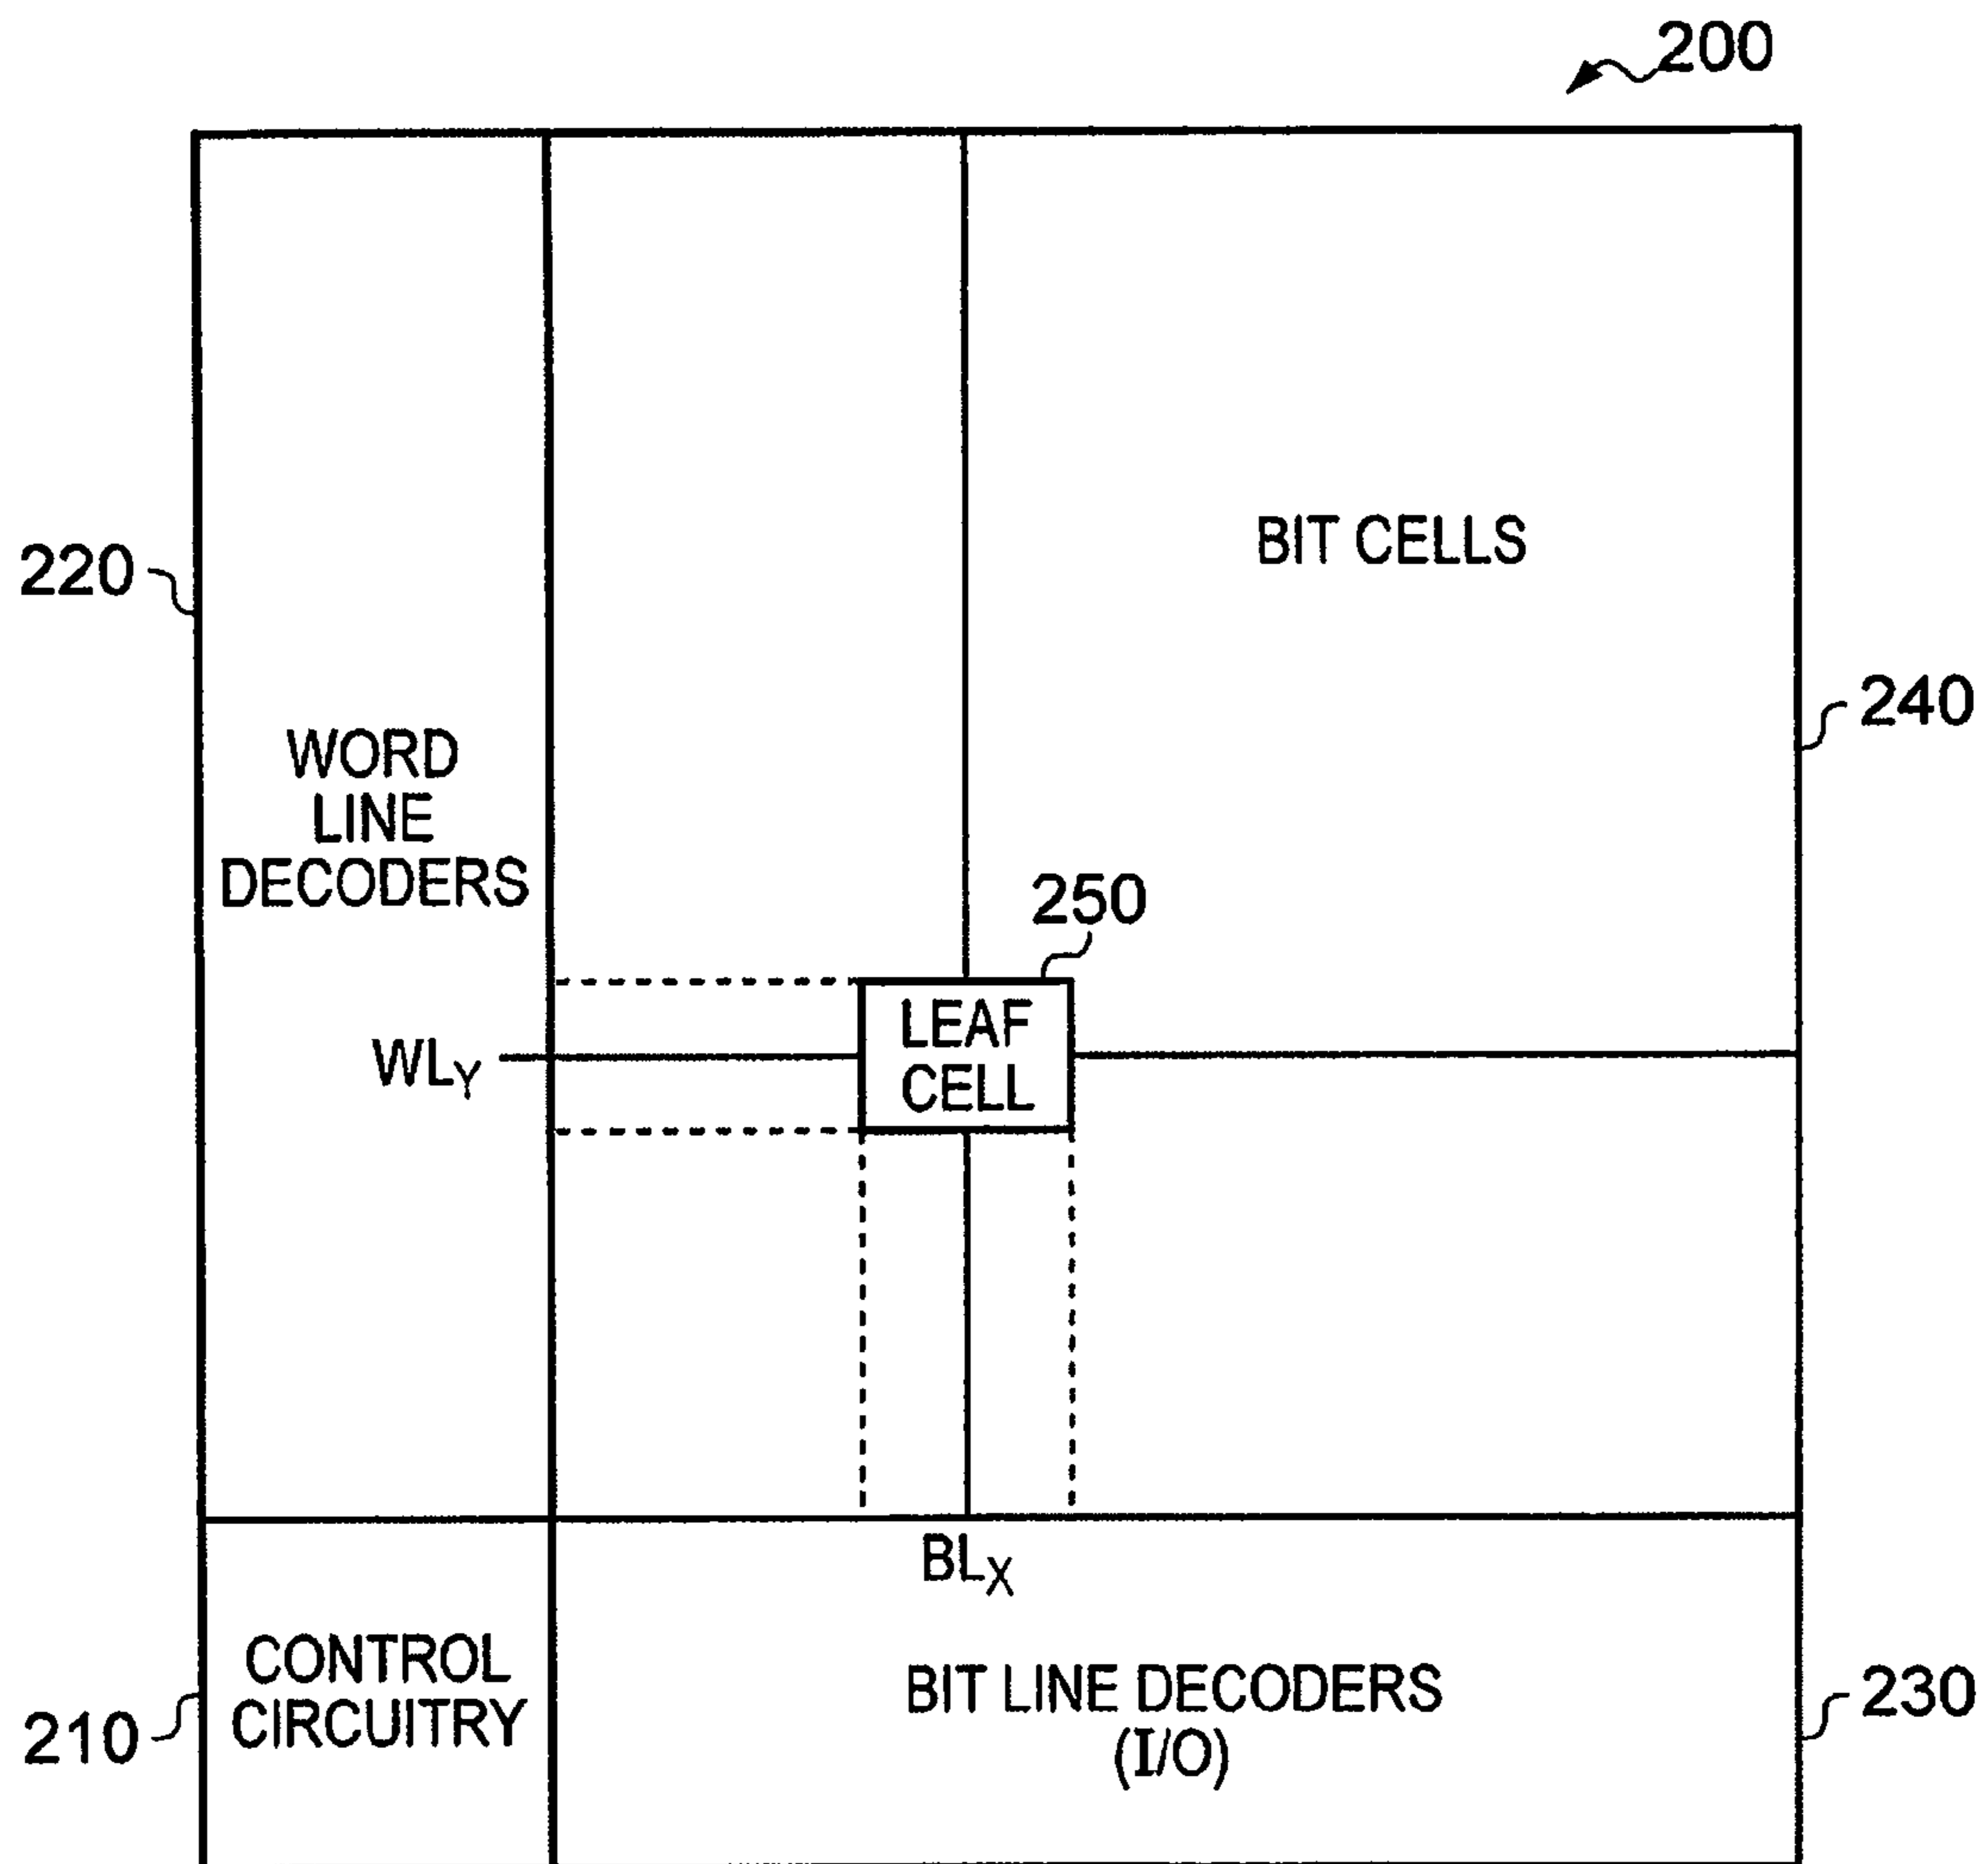 200
BIT CELLS
220
240
WORD
LINE
DECODERS
250
LEAF
CELL
WLY
BLX
CONTROL
CIRCUITRY
210
BIT LINE DECODERS
(I/O)
230